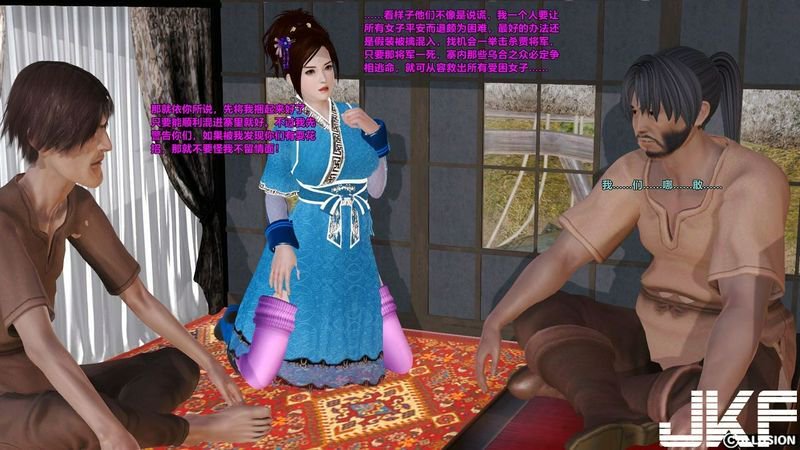 ……看样子他们不像是说谎，我一个人要让
所有女子平安而退颇为困难，最好的办法还
是假装被擒混入，找机会一举击杀贾将军，
只要那将军一死，寨内那些乌合之众必定争
相逃命，就可从容救出所有受困女子……
那就依你所说，先将我捆起来好了，
只要能顺利混进寨里就好，不过我先
警告你们，如果被我发现你们有耍花
招，那就不要怪我不留情面！
我……们……哪……敢……
JKF
ILLUSION